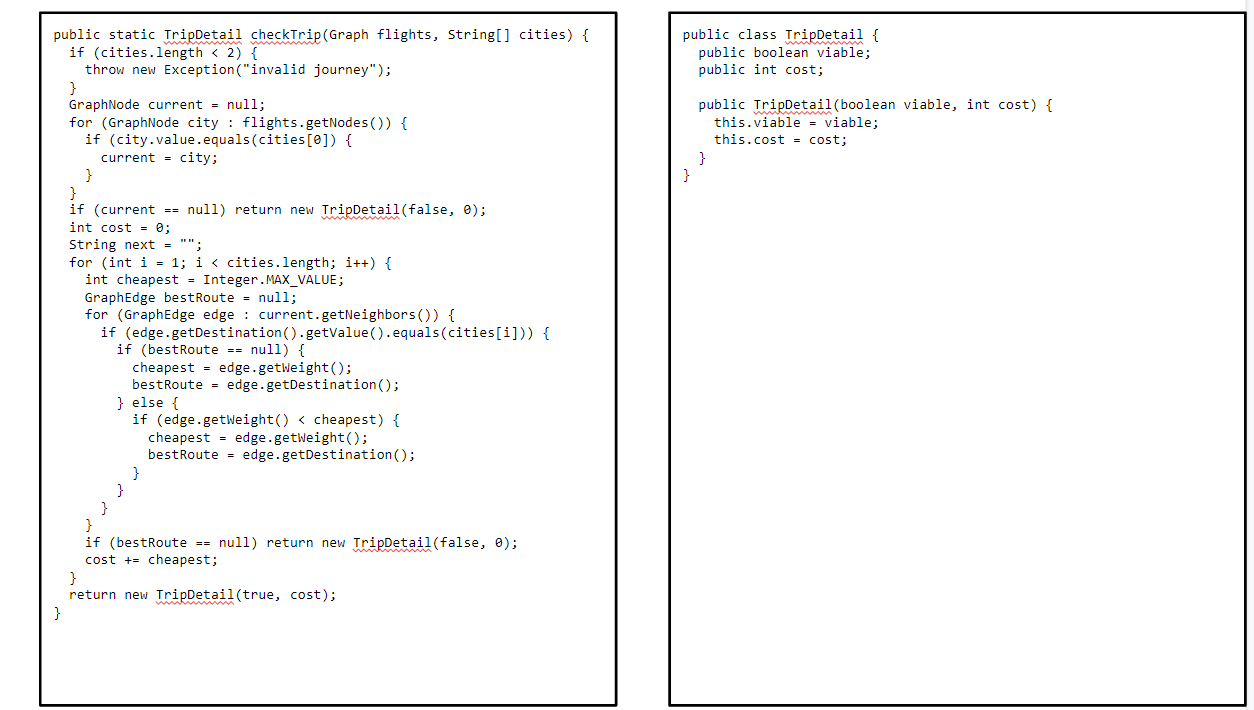 public static TripDetail checkTrip(Graph flights, String[] cities) {
  if (cities.length < 2) {
    throw new Exception("invalid journey");
  }
  GraphNode current = null;
  for (GraphNode city : flights.getNodes()) {
    if (city.value.equals(cities[0]) {
      current = city;
    }
  }
  if (current == null) return new TripDetail(false, 0);
  int cost = 0;
  String next = "";
  for (int i = 1; i < cities.length; i++) {
    int cheapest = Integer.MAX_VALUE;
    GraphEdge bestRoute = null;
    for (GraphEdge edge : current.getNeighbors()) {
      if (edge.getDestination().getValue().equals(cities[i])) {
        if (bestRoute == null) {
          cheapest = edge.getWeight();
          bestRoute = edge.getDestination();
        } else {
          if (edge.getWeight() < cheapest) {
            cheapest = edge.getWeight();
            bestRoute = edge.getDestination();
          }
        }
      }
    }
    if (bestRoute == null) return new TripDetail(false, 0);
    cost += cheapest;
  }
  return new TripDetail(true, cost);
}
public class TripDetail {
  public boolean viable;
  public int cost;

  public TripDetail(boolean viable, int cost) {
    this.viable = viable;
    this.cost = cost;
  }
}